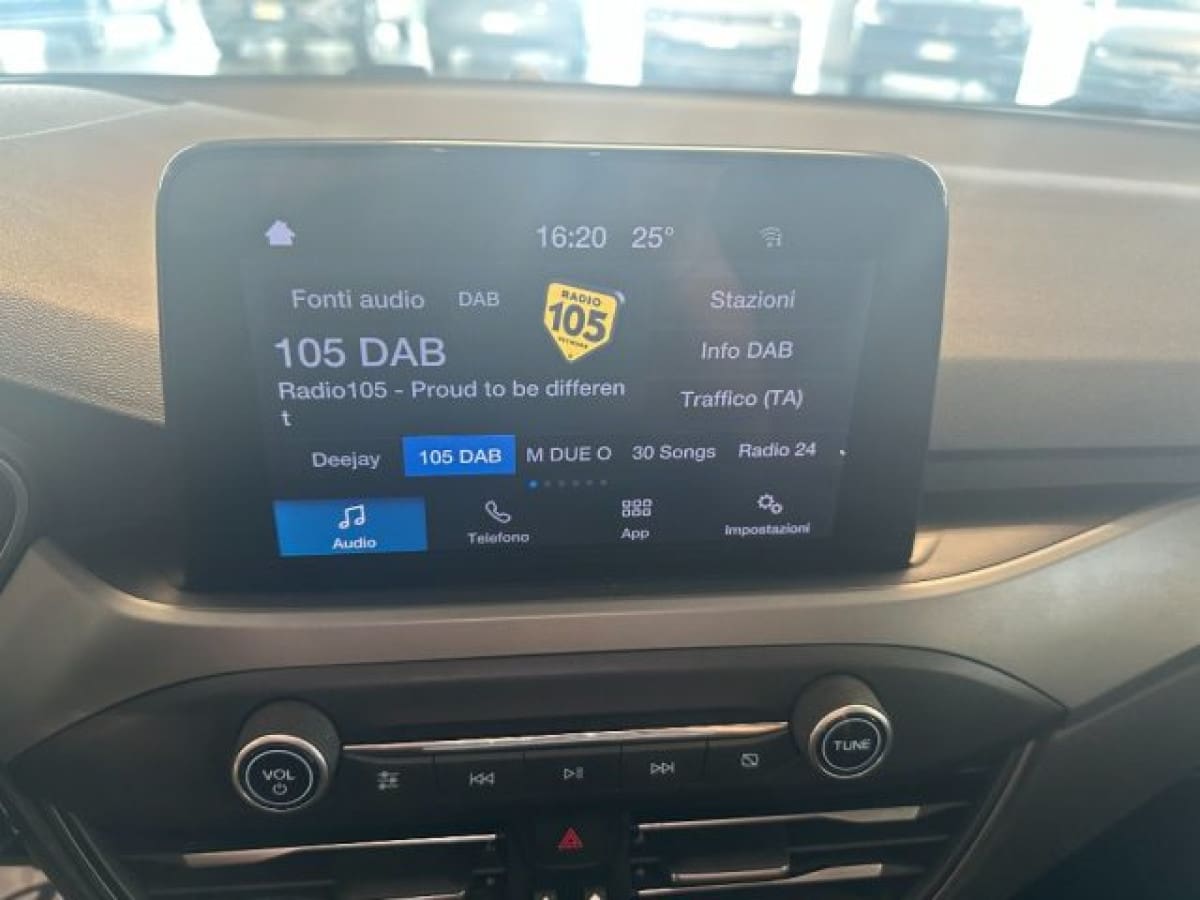 16:20 25°
Fonti audio DAB
RADIO
105
NETWORK
Stazioni
105 DAB
Info DAB
Radio105 - Proud to be differen
t
Traffico (TA)
Deejay 105 DAB M DUE O 30 Songs Radio 24
Audio Telefono App Impostazioni
VOL
TUNE